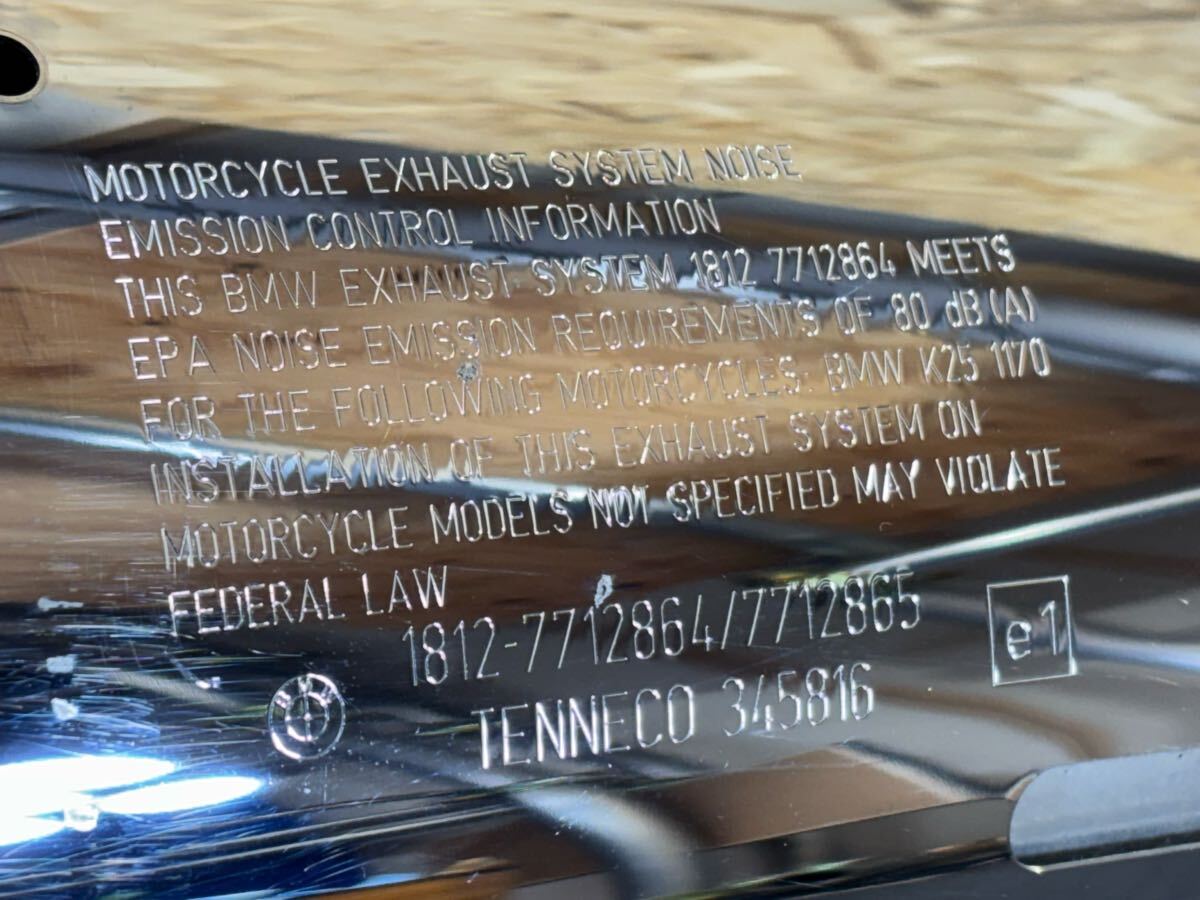 MOTORCYCLE EXHAUST SYSTEM NOISE
EMISSION CONTROL INFORMATION
THIS BMW EXHAUST SYSTEM 1812 7712864 MEETS
EPA NOISE EMISSION REQUIREMENTS OF 80 dB (A)
FOR THE FOLLOWING MOTORCYCLES: BMW K25 1170
INSTALLATION OF THIS EXHAUST SYSTEM ON
MOTORCYCLE MODELS NOT SPECIFIED MAY VIOLATE
FEDERAL LAW
1812-7712864/7712865
e1
BMW
TENNECO 345816